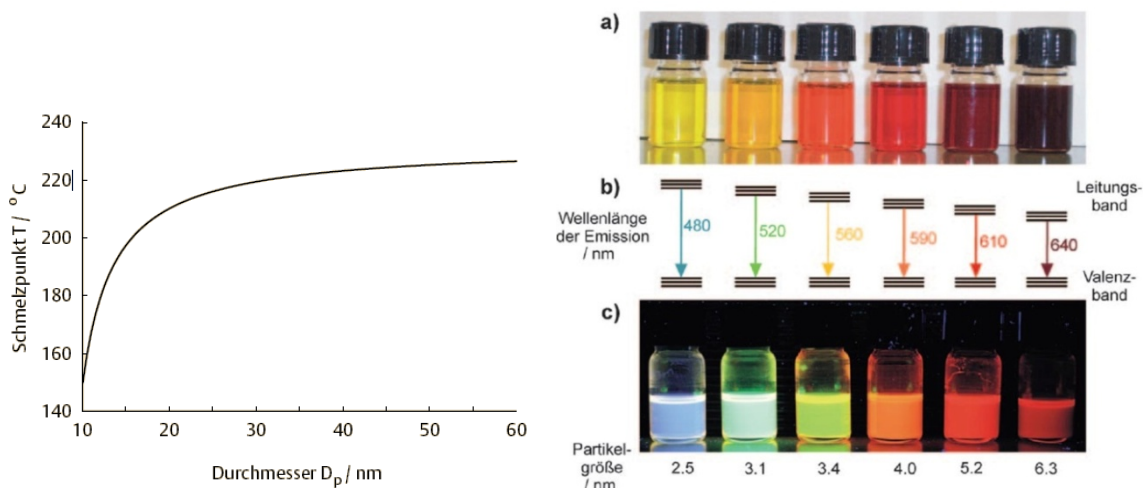 240
220
200
180
160
140
10
20
30
40
50
60
Schmelzpunkt T / °C
Durchmesser Dp / nm
a)
b)
Leitungs-
band
Wellenlänge
der Emission
/ nm
480
520
560
590
610
640
Valenz-
band
c)
Partikel-
größe
/ nm
2.5
3.1
3.4
4.0
5.2
6.3